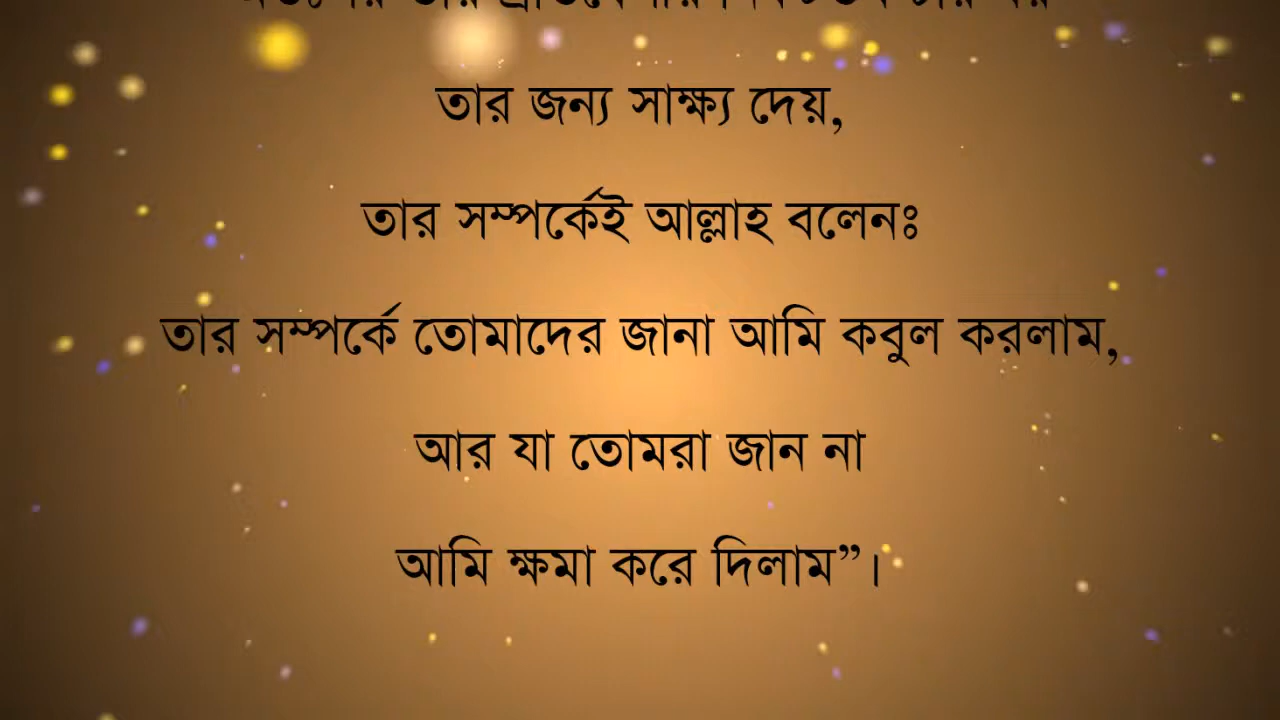 তার জন্য সাক্ষ্য দেয়,
তার সম্পর্কেই আল্লাহ বলেনঃ
তার সম্পর্কে তোমাদের জানা আমি কবুল করলাম,
আর যা তোমরা জান না
আমি ক্ষমা করে দিলাম”।